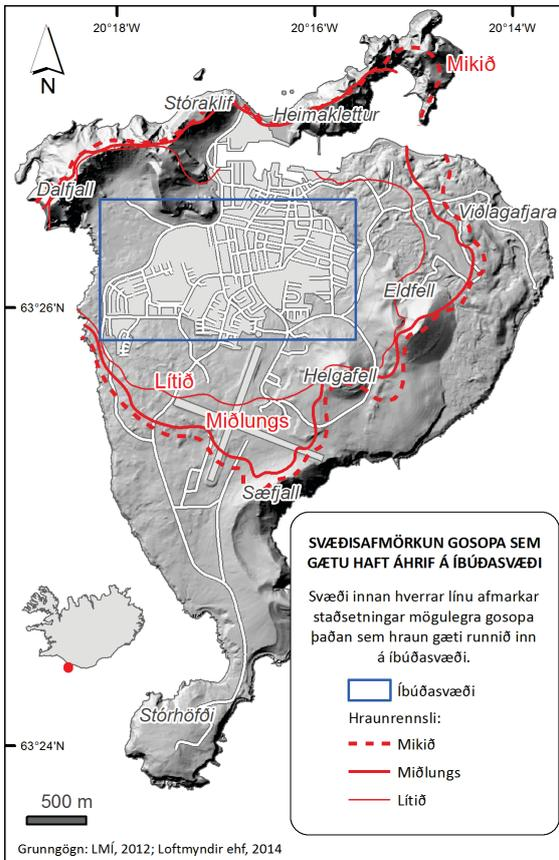 20°18'W
20°16'W
20°14'W
N
Mikið
Stóraklif
Heimaklettur
Dalfjall
Viðlagafjara
Eldfell
63°26'N
Helgafell
Lítið
Miðlungs
Sæfjall
SVÆÐISAFMÖRKUN GOSOPA SEM
GÆTU HAFT ÁHRIF Á ÍBÚÐASVÆÐI
Svæði innan hverrar línu afmarkar
staðsetningar mögulegra gosopa
þaðan sem hraun gæti runnið inn
á íbúðasvæði.
Íbúðasvæði
Hraunrennsli:
Mikið
Miðlungs
Lítið
Stórhöfði
63°24'N
500 m
Grunngögn: LMÍ, 2012; Loftmyndir ehf, 2014